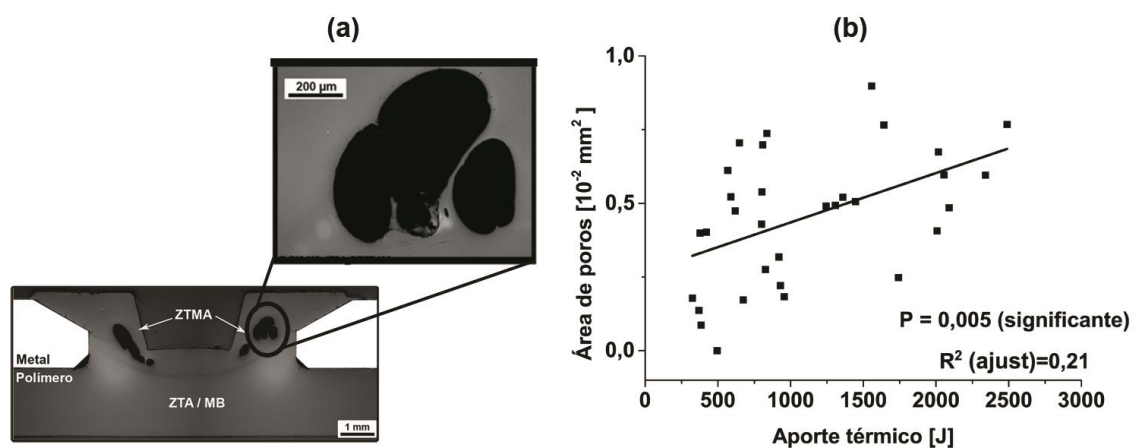 (a)
200 µm
ZTMA
Metal
Polímero
ZTA / MB
1 mm
(b)
Área de poros [10⁻² mm²]
1,0
0,5
0,0
P = 0,005 (significante)
R² (ajust)=0,21
0 500 1000 1500 2000 2500 3000
Aporte térmico [J]